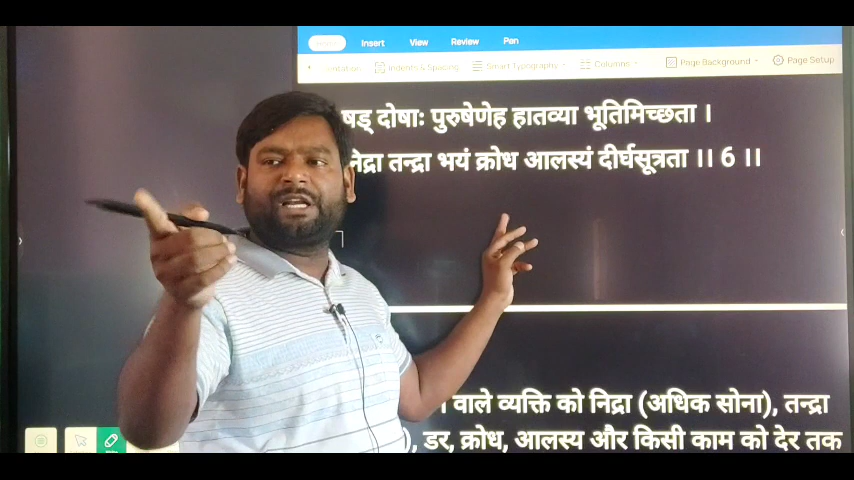 Insert View Review Pen
Indents & Spacing Smart Typography Columns Page Background Page Setup
षड् दोषाः पुरुषेणेह हातव्या भूतिमिच्छता ।
निद्रा तन्द्रा भयं क्रोध आलस्यं दीर्घसूत्रता ।। 6 ।।
वाले व्यक्ति को निद्रा (अधिक सोना), तन्द्रा
), डर, क्रोध, आलस्य और किसी काम को देर तक